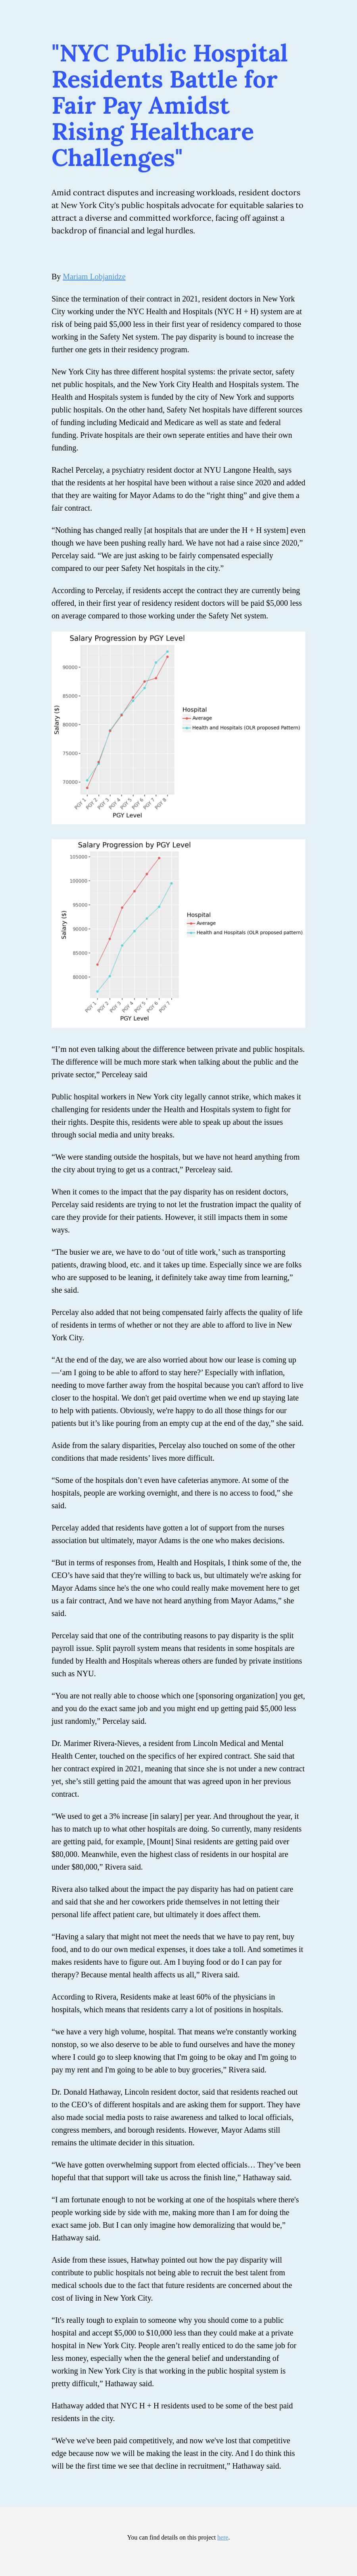 "NYC Public Hospital
Residents Battle for
Fair Pay Amidst
Rising Healthcare
Challenges"
Amid contract disputes and increasing workloads, resident doctors
at New York City's public hospitals advocate for equitable salaries to
attract a diverse and committed workforce, facing off against a
backdrop of financial and legal hurdles.
By Mariam Lobjanidze
Since the termination of their contract in 2021, resident doctors in New York
City working under the NYC Health and Hospitals (NYC H + H) system are at
risk of being paid $5,000 less in their first year of residency compared to those
working in the Safety Net system. The pay disparity is bound to increase the
further one gets in their residency program.
New York City has three different hospital systems: the private sector, safety
net public hospitals, and the New York City Health and Hospitals system. The
Health and Hospitals system is funded by the city of New York and supports
public hospitals. On the other hand, Safety Net hospitals have different sources
of funding including Medicaid and Medicare as well as state and federal
funding. Private hospitals are their own seperate entities and have their own
funding.
Rachel Percelay, a psychiatry resident doctor at NYU Langone Health, says
that the residents at her hospital have been without a raise since 2020 and added
that they are waiting for Mayor Adams to do the “right thing” and give them a
fair contract.
“Nothing has changed really [at hospitals that are under the H + H system] even
though we have been pushing really hard. We have not had a raise since 2020,”
Percelay said. “We are just asking to be fairly compensated especially
compared to our peer Safety Net hospitals in the city.”
According to Percelay, if residents accept the contract they are currently being
offered, in their first year of residency resident doctors will be paid $5,000 less
on average compared to those working under the Safety Net system.
Salary Progression by PGY Level
Salary ($)
90000
85000
80000
75000
70000
PGY 1
PGY 2
PGY 3
PGY 4
PGY 5
PGY 6
PGY 7
PGY 8
PGY Level
Hospital
Average
Health and Hospitals (OLR proposed Pattern)
Salary Progression by PGY Level
Salary ($)
105000
100000
95000
90000
85000
80000
PGY 1
PGY 2
PGY 3
PGY 4
PGY 5
PGY 6
PGY 7
PGY Level
Hospital
Average
Health and Hospitals (OLR proposed pattern)
“I’m not even talking about the difference between private and public hospitals.
The difference will be much more stark when talking about the public and the
private sector,” Perceleay said
Public hospital workers in New York city legally cannot strike, which makes it
challenging for residents under the Health and Hospitals system to fight for
their rights. Despite this, residents were able to speak up about the issues
through social media and unity breaks.
“We were standing outside the hospitals, but we have not heard anything from
the city about trying to get us a contract,” Perceleay said.
When it comes to the impact that the pay disparity has on resident doctors,
Percelay said residents are trying to not let the frustration impact the quality of
care they provide for their patients. However, it still impacts them in some
ways.
“The busier we are, we have to do ‘out of title work,’ such as transporting
patients, drawing blood, etc. and it takes up time. Especially since we are folks
who are supposed to be leaning, it definitely take away time from learning,”
she said.
Percelay also added that not being compensated fairly affects the quality of life
of residents in terms of whether or not they are able to afford to live in New
York City.
“At the end of the day, we are also worried about how our lease is coming up
—‘am I going to be able to afford to stay here?’ Especially with inflation,
needing to move farther away from the hospital because you can't afford to live
closer to the hospital. We don't get paid overtime when we end up staying late
to help with patients. Obviously, we're happy to do all those things for our
patients but it’s like pouring from an empty cup at the end of the day,” she said.
Aside from the salary disparities, Percelay also touched on some of the other
conditions that made residents’ lives more difficult.
“Some of the hospitals don’t even have cafeterias anymore. At some of the
hospitals, people are working overnight, and there is no access to food,” she
said.
Percelay added that residents have gotten a lot of support from the nurses
association but ultimately, mayor Adams is the one who makes decisions.
“But in terms of responses from, Health and Hospitals, I think some of the, the
CEO’s have said that they're willing to back us, but ultimately we're asking for
Mayor Adams since he's the one who could really make movement here to get
us a fair contract, And we have not heard anything from Mayor Adams,” she
said.
Percelay said that one of the contributing reasons to pay disparity is the split
payroll issue. Split payroll system means that residents in some hospitals are
funded by Health and Hospitals whereas others are funded by private institions
such as NYU.
“You are not really able to choose which one [sponsoring organization] you get,
and you do the exact same job and you might end up getting paid $5,000 less
just randomly,” Percelay said.
Dr. Marimer Rivera-Nieves, a resident from Lincoln Medical and Mental
Health Center, touched on the specifics of her expired contract. She said that
her contract expired in 2021, meaning that since she is not under a new contract
yet, she’s still getting paid the amount that was agreed upon in her previous
contract.
“We used to get a 3% increase [in salary] per year. And throughout the year, it
has to match up to what other hospitals are doing. So currently, many residents
are getting paid, for example, [Mount] Sinai residents are getting paid over
$80,000. Meanwhile, even the highest class of residents in our hospital are
under $80,000,” Rivera said.
Rivera also talked about the impact the pay disparity has had on patient care
and said that she and her coworkers pride themselves in not letting their
personal life affect patient care, but ultimately it does affect them.
“Having a salary that might not meet the needs that we have to pay rent, buy
food, and to do our own medical expenses, it does take a toll. And sometimes it
makes residents have to figure out. Am I buying food or do I can pay for
therapy? Because mental health affects us all,” Rivera said.
According to Rivera, Residents make at least 60% of the physicians in
hospitals, which means that residents carry a lot of positions in hospitals.
“we have a very high volume, hospital. That means we're constantly working
nonstop, so we also deserve to be able to fund ourselves and have the money
where I could go to sleep knowing that I'm going to be okay and I'm going to
pay my rent and I'm going to be able to buy groceries,” Rivera said.
Dr. Donald Hathaway, Lincoln resident doctor, said that residents reached out
to the CEO’s of different hospitals and are asking them for support. They have
also made social media posts to raise awareness and talked to local officials,
congress members, and borough residents. However, Mayor Adams still
remains the ultimate decider in this situation.
“We have gotten overwhelming support from elected officials… They’ve been
hopeful that that support will take us across the finish line,” Hathaway said.
“I am fortunate enough to not be working at one of the hospitals where there's
people working side by side with me, making more than I am for doing the
exact same job. But I can only imagine how demoralizing that would be,”
Hathaway said.
Aside from these issues, Hatwhay pointed out how the pay disparity will
contribute to public hospitals not being able to recruit the best talent from
medical schools due to the fact that future residents are concerned about the
cost of living in New York City.
“It's really tough to explain to someone why you should come to a public
hospital and accept $5,000 to $10,000 less than they could make at a private
hospital in New York City. People aren’t really enticed to do the same job for
less money, especially when the the general belief and understanding of
working in New York City is that working in the public hospital system is
pretty difficult,” Hathaway said.
Hathaway added that NYC H + H residents used to be some of the best paid
residents in the city.
“We've we've been paid competitively, and now we've lost that competitive
edge because now we will be making the least in the city. And I do think this
will be the first time we see that decline in recruitment,” Hathaway said.
You can find details on this project here.